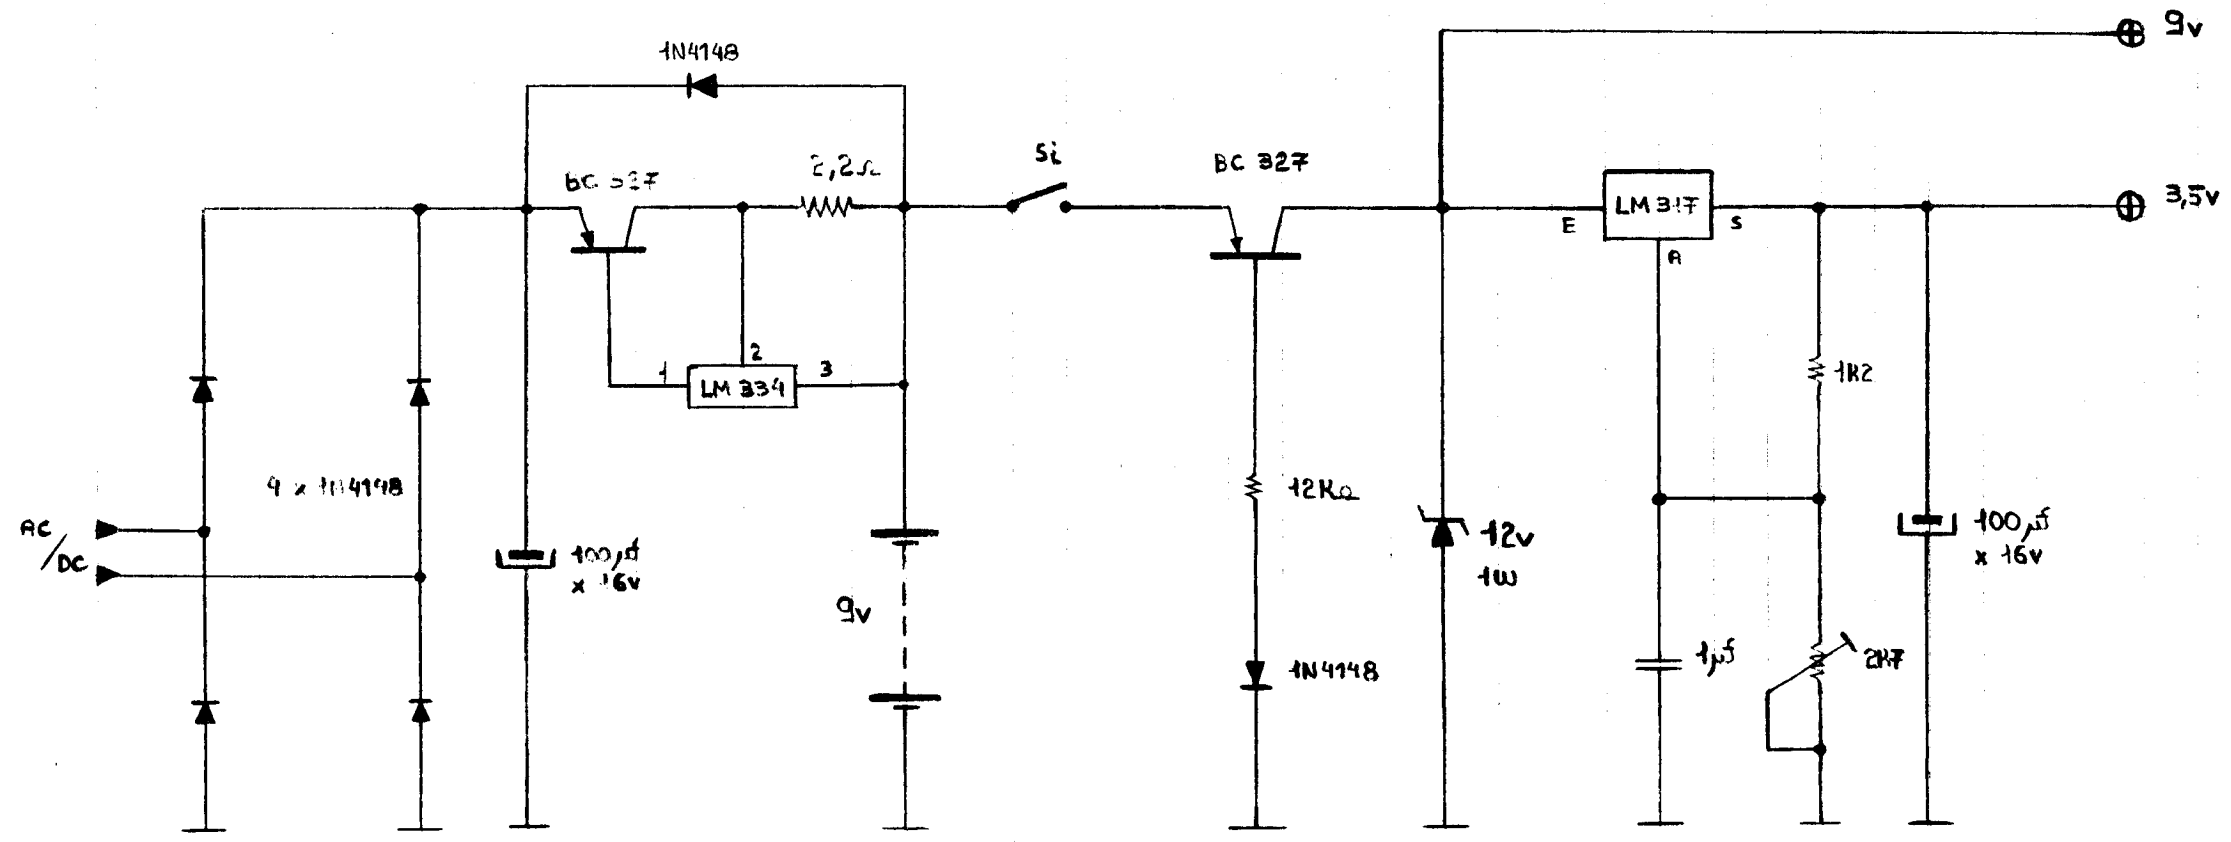 1N4148
9v
2,2Ω
Si
BC 327
BC 327
LM 317
3,5v
E
S
A
1
2
3
LM 334
1K2
4 x 1N4148
12KΩ
AC
/DC
100µf
x 16v
12v
1W
100µf
x 16v
9v
1N4148
1µf
2K7